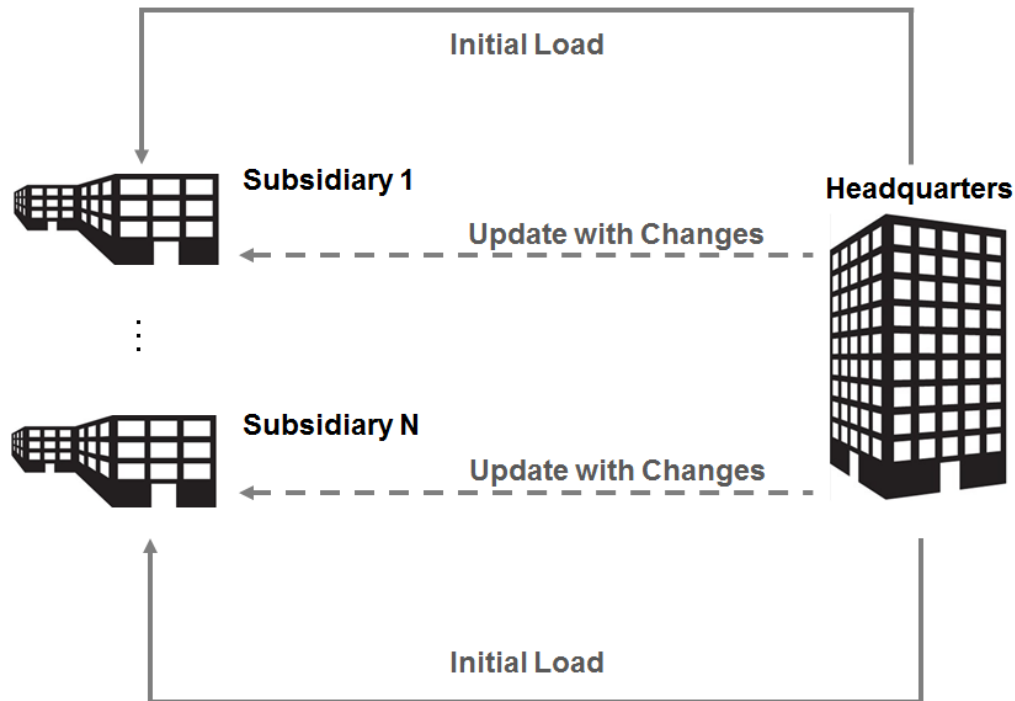 Initial Load
Subsidiary 1
Headquarters
Update with Changes
Subsidiary N
Update with Changes
Initial Load